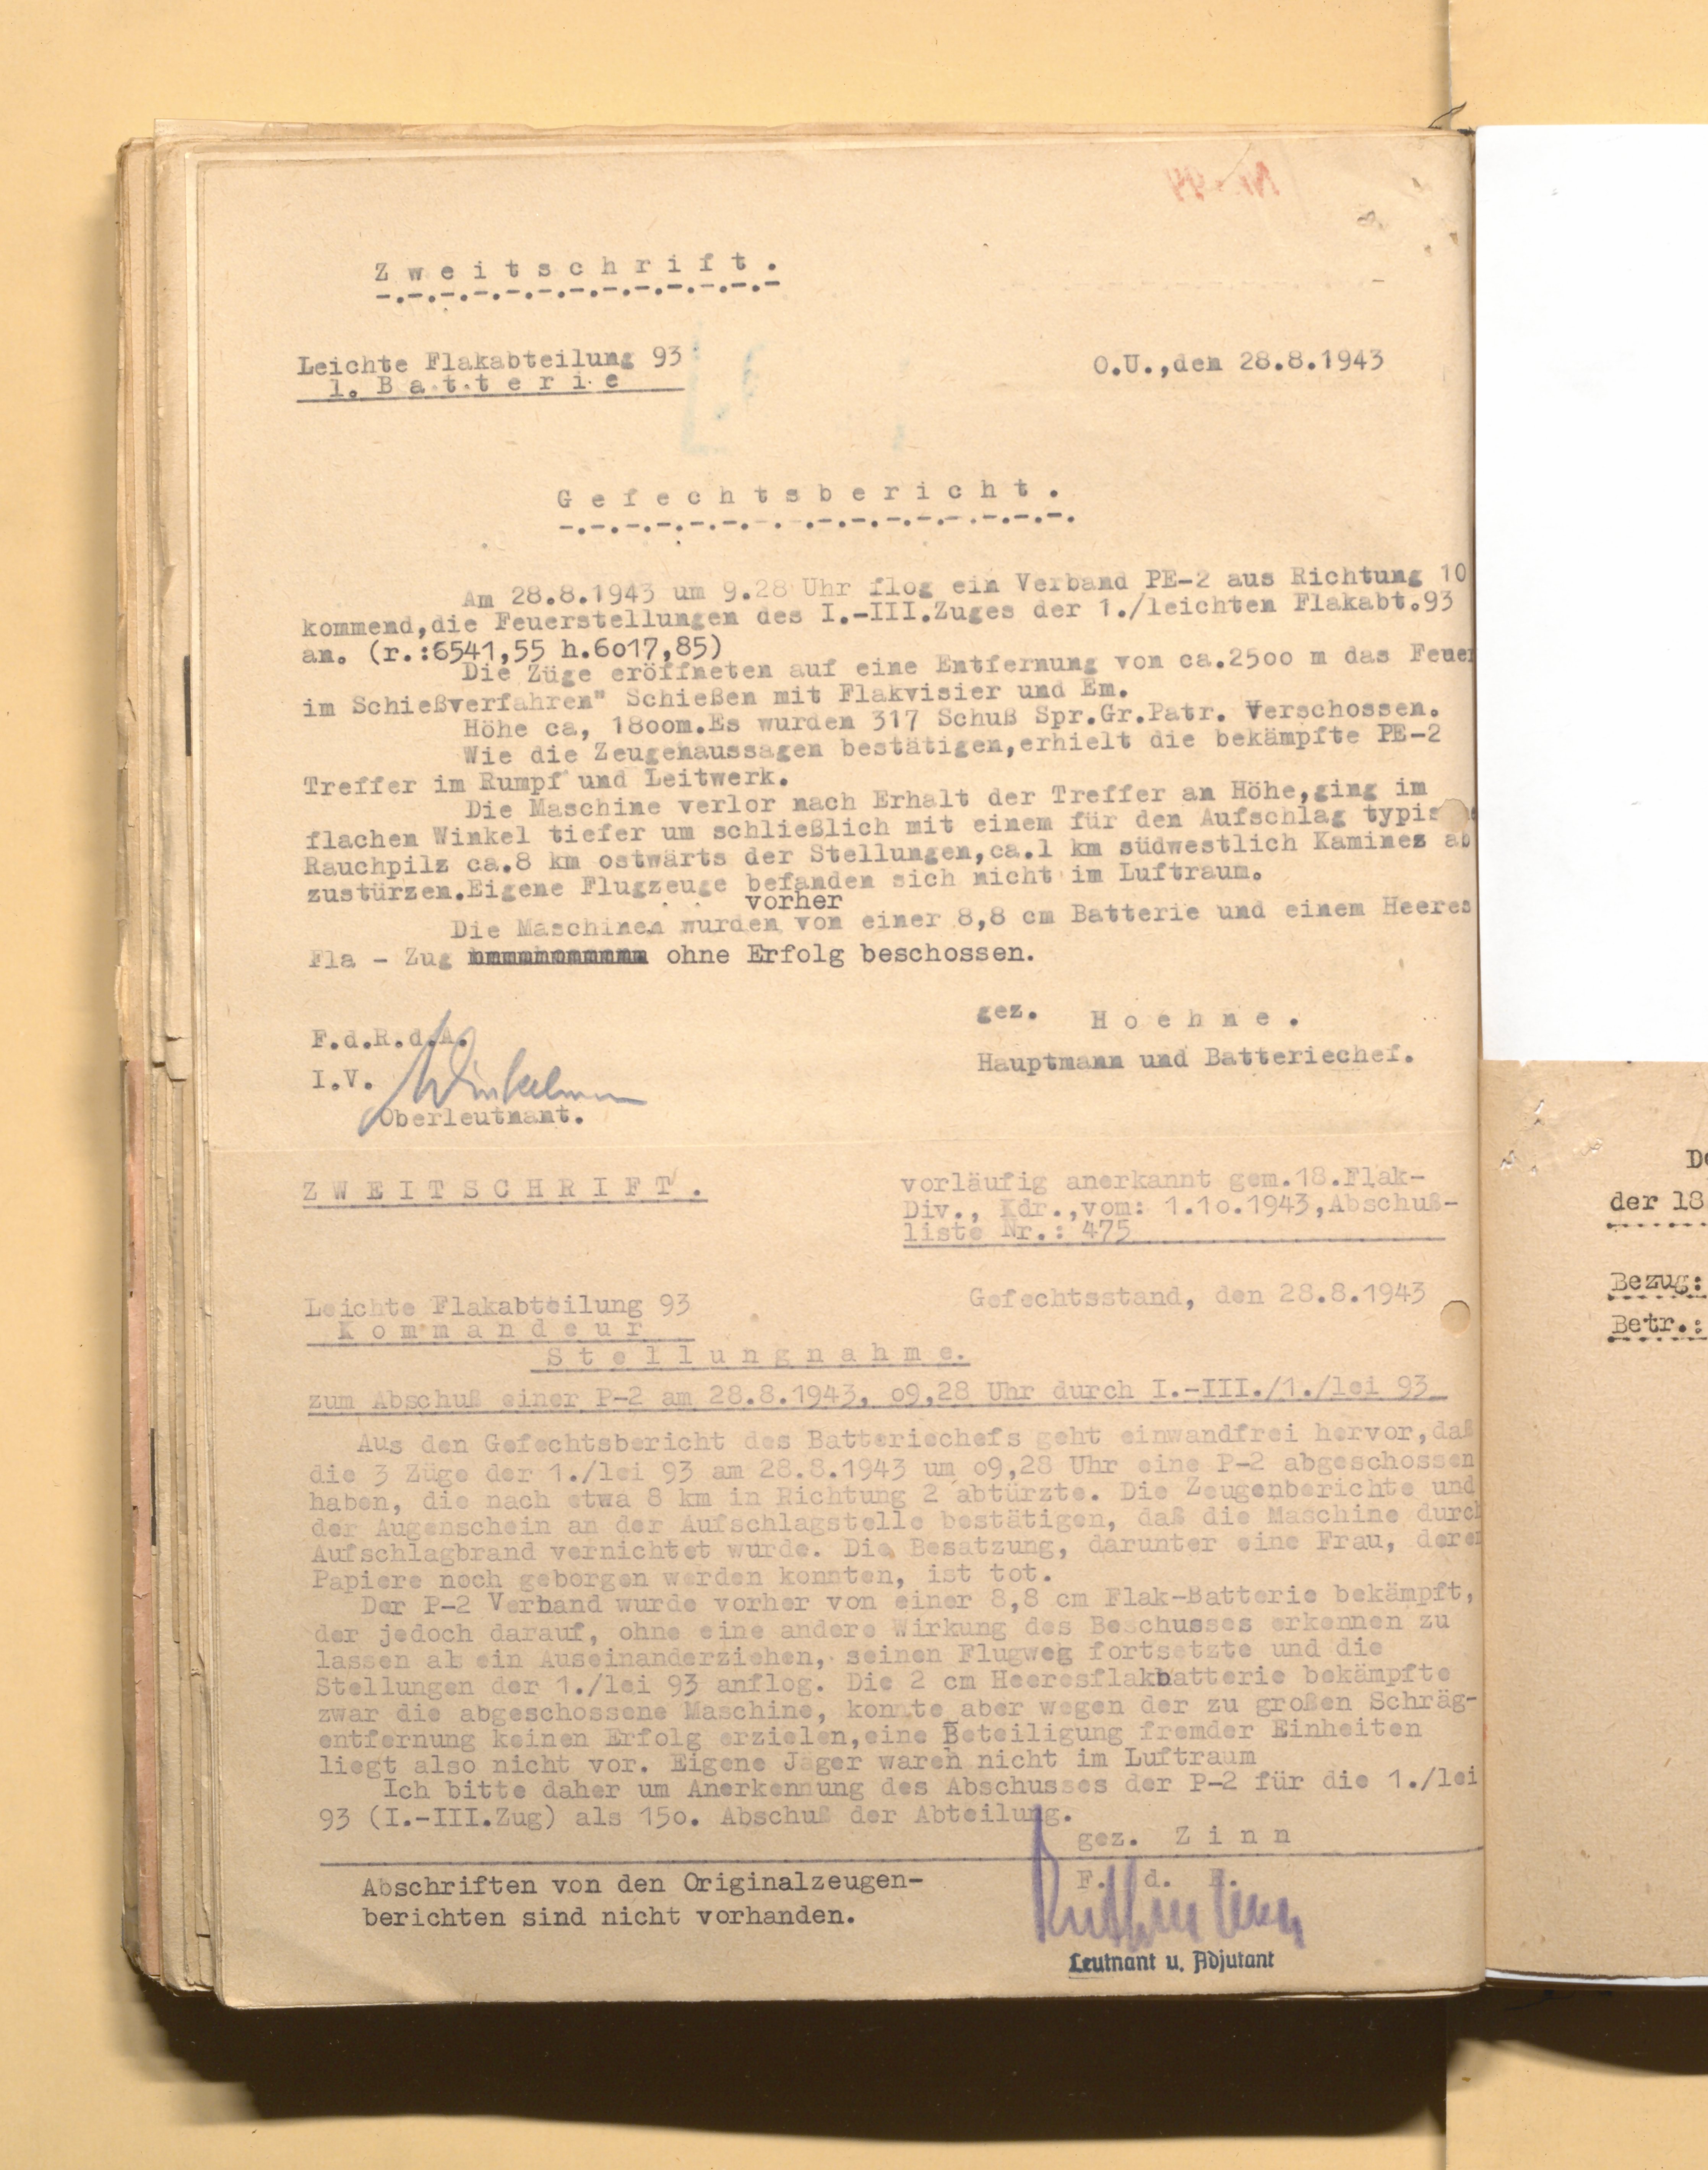 Zweitschrift.
Leichte Flakabteilung 93
1. Batterie
O.U.,den 28.8.1943
Gefechtsbericht.
Am 28.8.1943 um 9.28 Uhr flog ein Verband PE-2 aus Richtung 10
kommend,die Feuerstellungen des I.-III.Zuges der 1./leichten Flakabt.93
an. (r.:6541,55 h.6o17,85)
Die Züge eröffneten auf eine Entfernung von ca.25oo m das Feuer
im Schießverfahren" Schießen mit Flakvisier und Em.
Höhe ca, 18oom.Es wurden 317 Schuß Spr.Gr.Patr. Verschossen.
Wie die Zeugenaussagen bestätigen,erhielt die bekämpfte PE-2
Treffer im Rumpf und Leitwerk.
Die Maschine verlor nach Erhalt der Treffer an Höhe,ging im
flachen Winkel tiefer um schließlich mit einem für den Aufschlag
Rauchpilz ca.8 km ostwärts der Stellungen,ca.1 km südwestlich Kaminez ab
zustürzen.Eigene Flugzeuge befanden sich nicht im Luftraum.
vorher
Die Maschinen wurden von einer 8,8 cm Batterie und einem Heeres
Fla - Zug ohne Erfolg beschossen.
gez. Hoehne.
Hauptmann und Batteriechef.
F.d.R.d.A.
I.V. Winkelmann
Oberleutnant.
ZWEITSCHRIFT.
vorläufig anerkannt gem.18.Flak-
Div., Kdr.,vom: 1.1o.1943,Abschuß-
liste Nr.: 475
Leichte Flakabteilung 93
Kommandeur
Gefechtsstand, den 28.8.1943
Stellungnahme.
zum Abschuß einer P-2 am 28.8.1943, o9,28 Uhr durch I.-III./1./lei 93
Aus den Gefechtsbericht des Batteriechefs geht einwandfrei hervor,daß
die 3 Züge der 1./lei 93 am 28.8.1943 um o9,28 Uhr eine P-2 abgeschossen
haben, die nach etwa 8 km in Richtung 2 abtürzte. Die Zeugenberichte und
der Augenschein an der Aufschlagstelle bestätigen, daß die Maschine durch
Aufschlagbrand vernichtet wurde. Die Besatzung, darunter eine Frau, deren
Papiere noch geborgen werden konnten, ist tot.
Der P-2 Verband wurde vorher von einer 8,8 cm Flak-Batterie bekämpft,
der jedoch darauf, ohne eine andere Wirkung des Beschusses erkennen zu
lassen als ein Auseinanderziehen, seinen Flugweg fortsetzte und die
Stellungen der 1./lei 93 anflog. Die 2 cm Heeresflakbatterie bekämpfte
zwar die abgeschossene Maschine, konnte aber wegen der zu großen Schräg-
entfernung keinen Erfolg erzielen,eine Beteiligung fremder Einheiten
liegt also nicht vor. Eigene Jäger waren nicht im Luftraum
Ich bitte daher um Anerkennung des Abschusses der P-2 für die 1./lei
93 (I.-III.Zug) als 15o. Abschuß der Abteilung.
gez. Zinn
F. d. R.
Leutnant u. Adjutant
Abschriften von den Originalzeugen-
berichten sind nicht vorhanden.
der 18
Bezug:
Betr.: